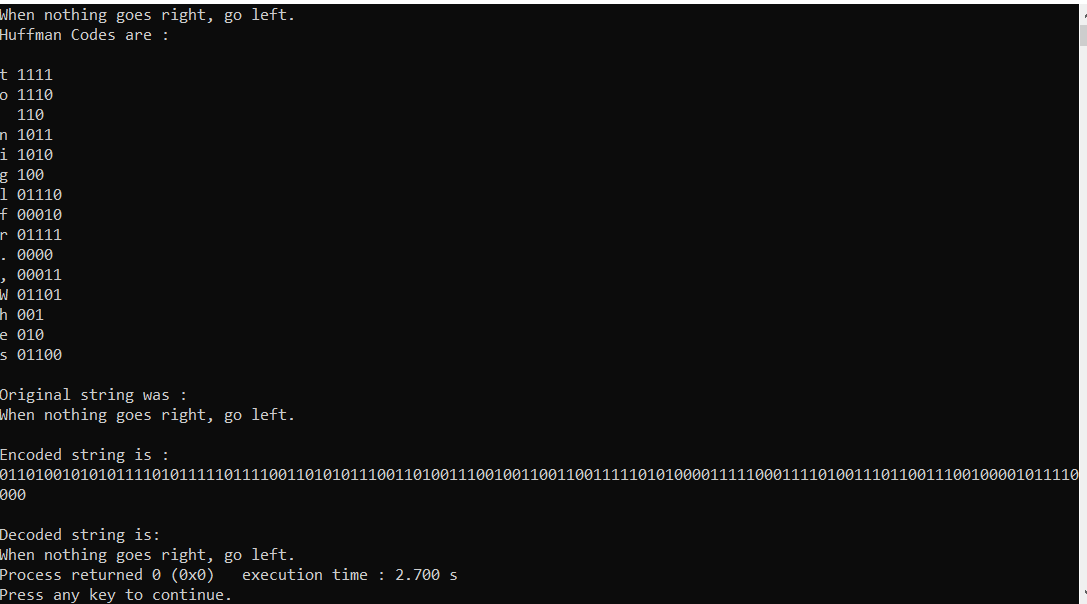 When nothing goes right, go left.
Huffman Codes are :
t 1111
o 1110
110
n 1011
i 1010
g 100
l 01110
f 00010
r 01111
. 0000
, 00011
W 01101
h 001
e 010
s 01100
Original string was :
When nothing goes right, go left.
Encoded string is :
011010010101011110101111101111001101010111001101001110010011001100111110101000011111000111101001110110011100100001011110
000
Decoded string is:
When nothing goes right, go left.
Process returned 0 (0x0)   execution time : 2.700 s
Press any key to continue.